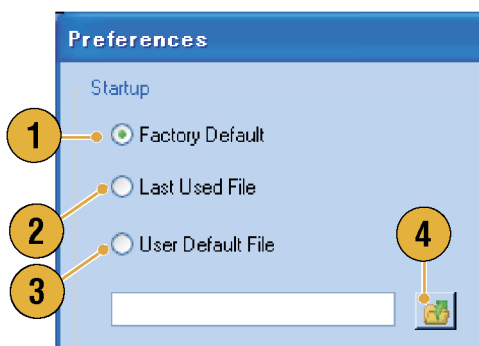 Preferences
Startup
1
Factory Default
Last Used File
2
User Default File
4
3